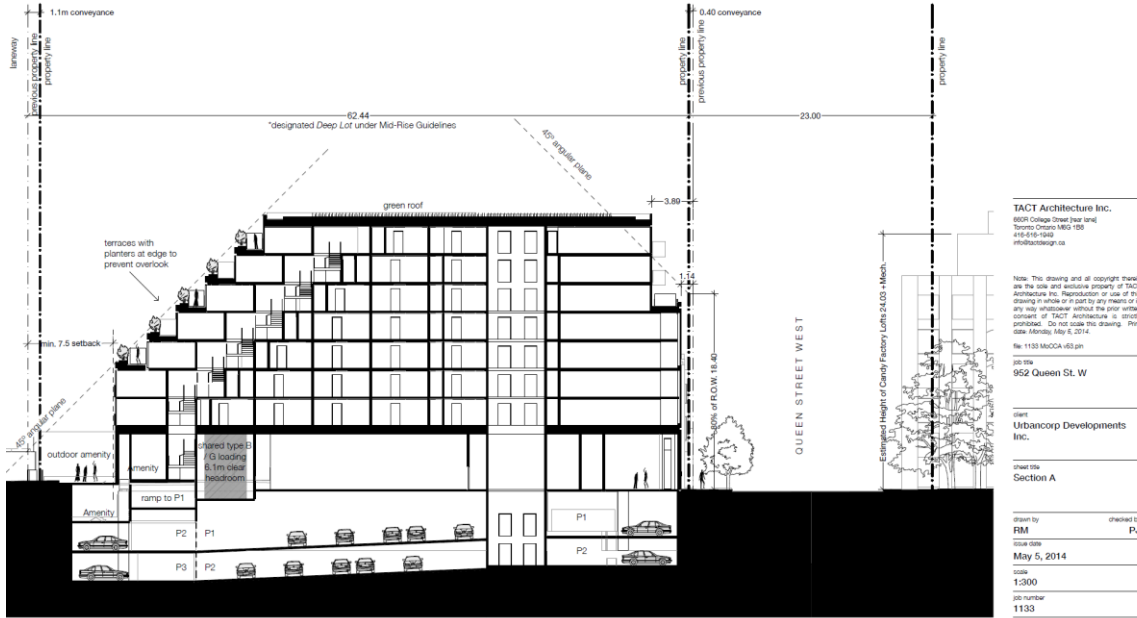 1.1m conveyance
0.40 conveyance
laneway
previous property line
property line
property line
previous property line
property line
62.44
23.00
*designated Deep Lot under Mid-Rise Guidelines
45º angular plane
green roof
3.89
terraces with
planters at edge to
prevent overlook
1.14
min. 7.5 setback
80% of R.O.W. 18.40
QUEEN STREET WEST
Estimated Height of Candy Factory Lofts 24.03 + Mech.
45º angular plane
outdoor amenity
Amenity
shared type B
/ G loading
6.1m clear
headroom
ramp to P1
Amenity
P2
P1
P1
P3
P2
P2
TACT Architecture Inc.
660R College Street [rear lane]
Toronto Ontario M6G 1B8
416-516-1949
info@tactdesign.ca
Note: This drawing and all copyright
are the sole and exclusive property of TACT
Architecture Inc. Reproduction or use of
drawing in whole or in part by any means or
any way whatsoever without the prior
consent of TACT Architecture is
prohibited. Do not scale this drawing.
date: Monday, May 5, 2014.
file: 1133 MoCCA v53.pln
job title
952 Queen St. W
client
Urbancorp Developments
Inc.
sheet title
Section A
drawn by
checked
RM
issue date
May 5, 2014
scale
1:300
job number
1133